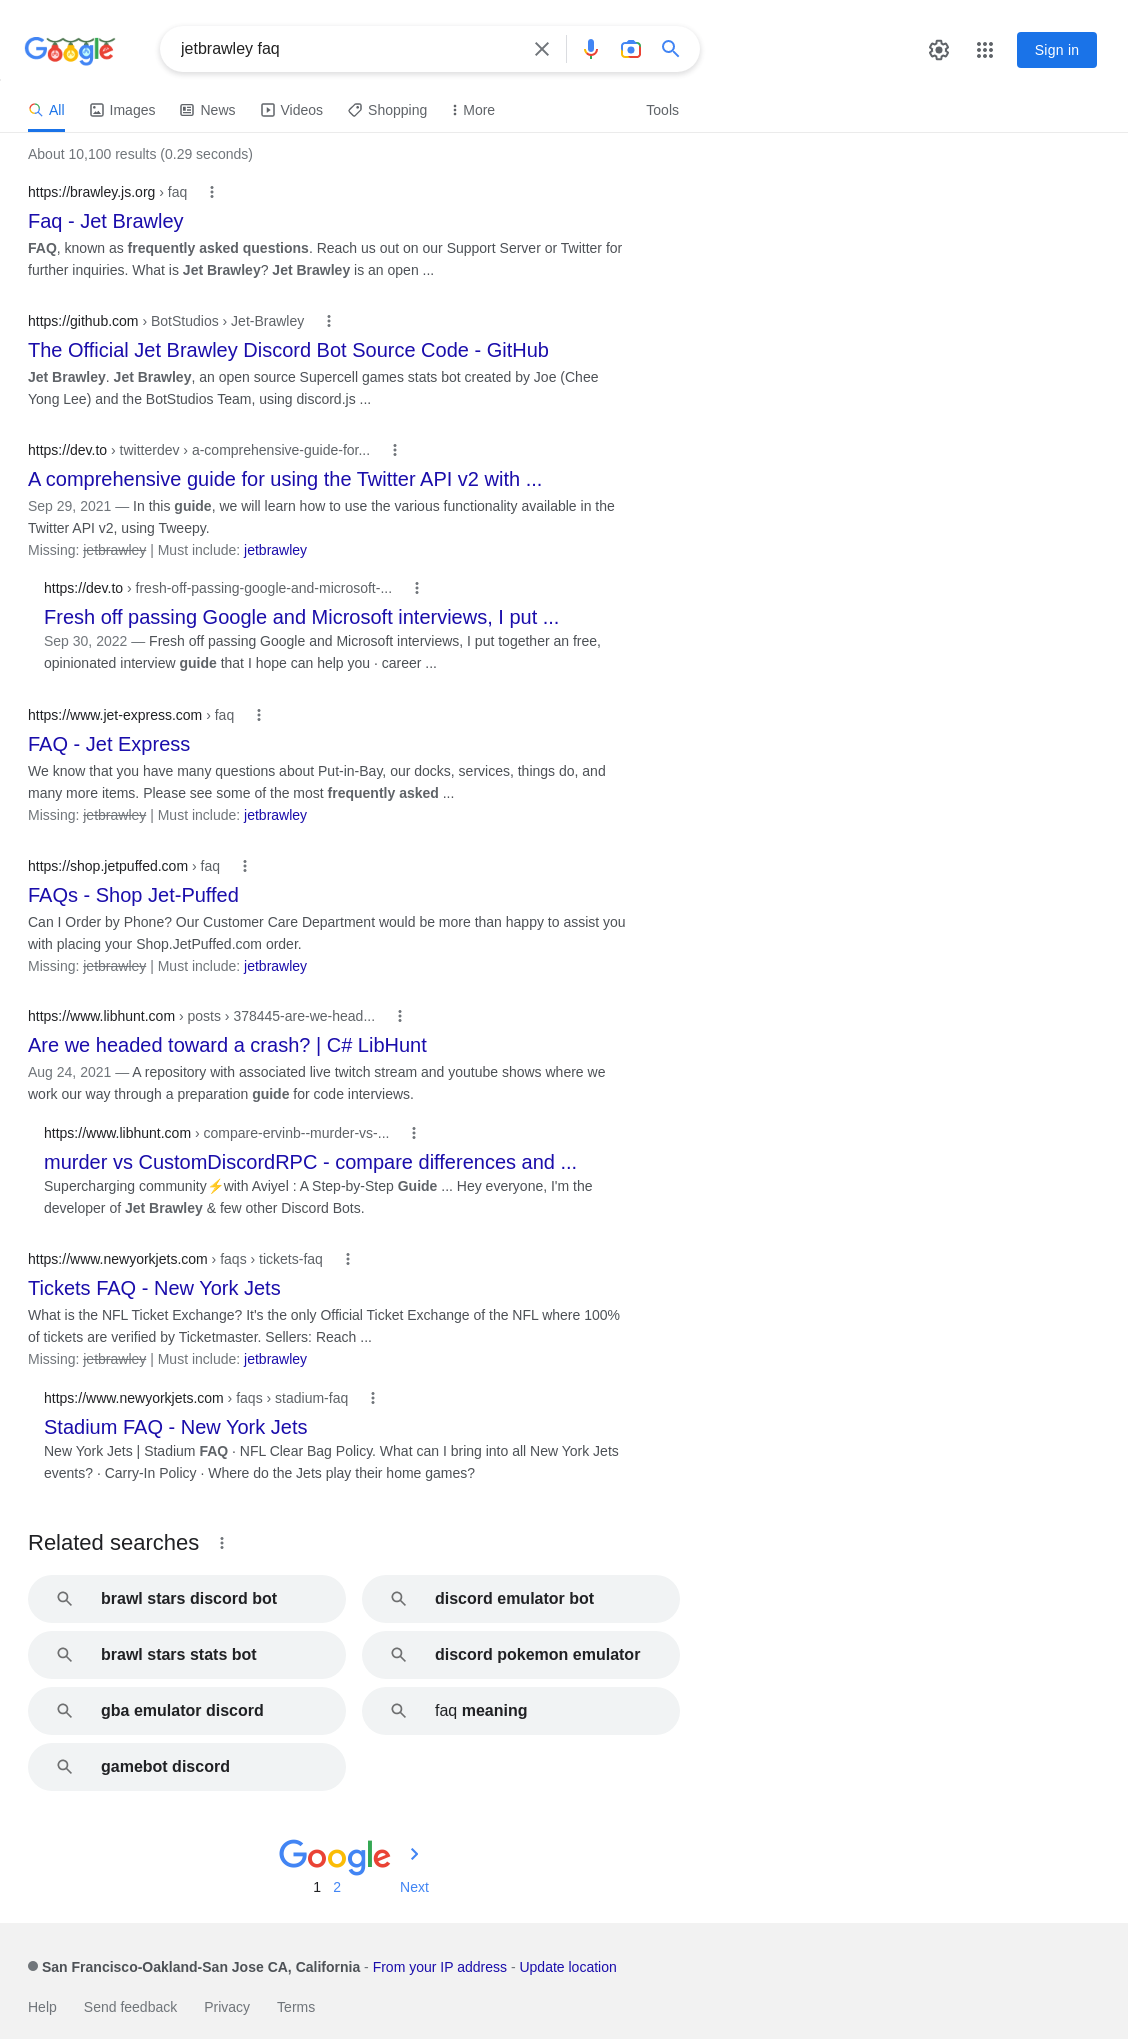 Google
jetbrawley faq
Sign in
All
Images
News
Videos
Shopping
More
Tools
About 10,100 results (0.29 seconds)
https://brawley.js.org › faq
Faq - Jet Brawley
FAQ, known as frequently asked questions. Reach us out on our Support Server or Twitter for
further inquiries. What is Jet Brawley? Jet Brawley is an open ...
https://github.com › BotStudios › Jet-Brawley
The Official Jet Brawley Discord Bot Source Code - GitHub
Jet Brawley. Jet Brawley, an open source Supercell games stats bot created by Joe (Chee
Yong Lee) and the BotStudios Team, using discord.js ...
https://dev.to › twitterdev › a-comprehensive-guide-for...
A comprehensive guide for using the Twitter API v2 with ...
Sep 29, 2021 — In this guide, we will learn how to use the various functionality available in the
Twitter API v2, using Tweepy.
Missing: jetbrawley | Must include: jetbrawley
https://dev.to › fresh-off-passing-google-and-microsoft-...
Fresh off passing Google and Microsoft interviews, I put ...
Sep 30, 2022 — Fresh off passing Google and Microsoft interviews, I put together an free,
opinionated interview guide that I hope can help you · career ...
https://www.jet-express.com › faq
FAQ - Jet Express
We know that you have many questions about Put-in-Bay, our docks, services, things do, and
many more items. Please see some of the most frequently asked ...
Missing: jetbrawley | Must include: jetbrawley
https://shop.jetpuffed.com › faq
FAQs - Shop Jet-Puffed
Can I Order by Phone? Our Customer Care Department would be more than happy to assist you
with placing your Shop.JetPuffed.com order.
Missing: jetbrawley | Must include: jetbrawley
https://www.libhunt.com › posts › 378445-are-we-head...
Are we headed toward a crash? | C# LibHunt
Aug 24, 2021 — A repository with associated live twitch stream and youtube shows where we
work our way through a preparation guide for code interviews.
https://www.libhunt.com › compare-ervinb--murder-vs-...
murder vs CustomDiscordRPC - compare differences and ...
Supercharging community⚡with Aviyel : A Step-by-Step Guide ... Hey everyone, I'm the
developer of Jet Brawley & few other Discord Bots.
https://www.newyorkjets.com › faqs › tickets-faq
Tickets FAQ - New York Jets
What is the NFL Ticket Exchange? It's the only Official Ticket Exchange of the NFL where 100%
of tickets are verified by Ticketmaster. Sellers: Reach ...
Missing: jetbrawley | Must include: jetbrawley
https://www.newyorkjets.com › faqs › stadium-faq
Stadium FAQ - New York Jets
New York Jets | Stadium FAQ · NFL Clear Bag Policy. What can I bring into all New York Jets
events? · Carry-In Policy · Where do the Jets play their home games?
Related searches
brawl stars discord bot
discord emulator bot
brawl stars stats bot
discord pokemon emulator
gba emulator discord
faq meaning
gamebot discord
Google
1 2 Next
San Francisco-Oakland-San Jose CA, California - From your IP address - Update location
Help Send feedback Privacy Terms